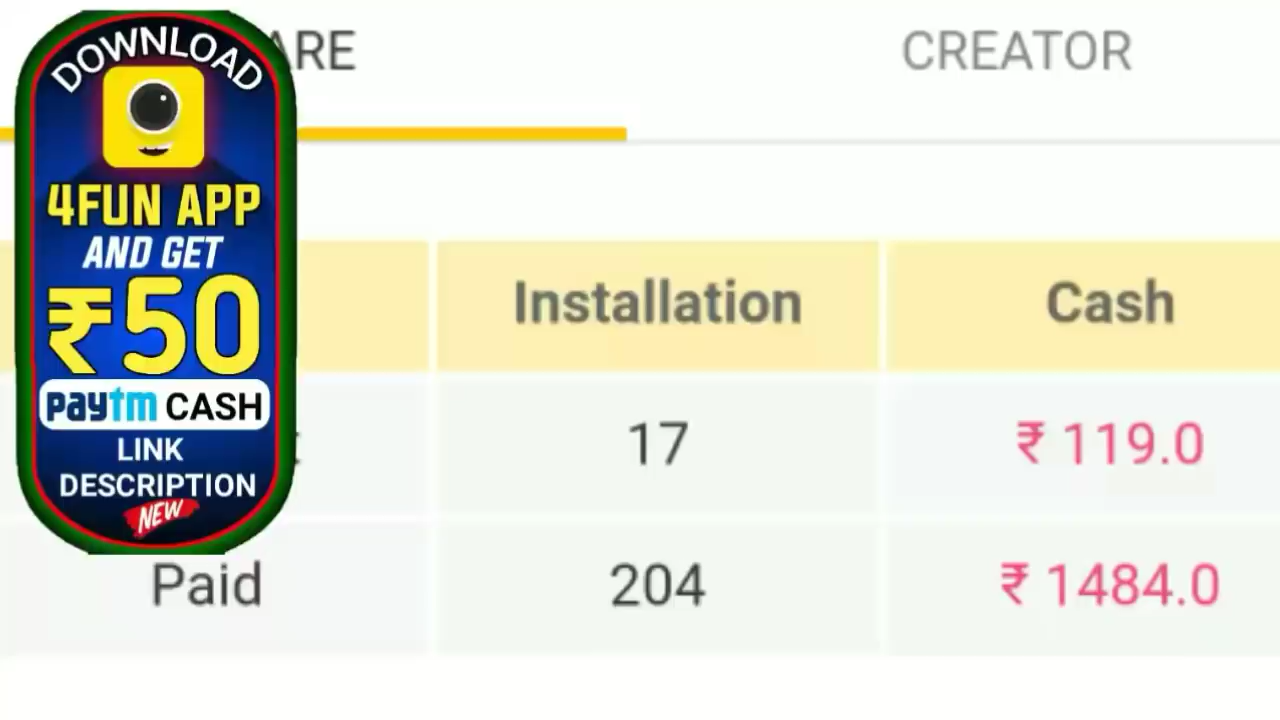 DOWNLOAD
4FUN APP
AND GET
₹50
paytm CASH
LINK
DESCRIPTION
NEW
CREATOR
Installation Cash
17 ₹ 119.0
Paid 204 ₹ 1484.0